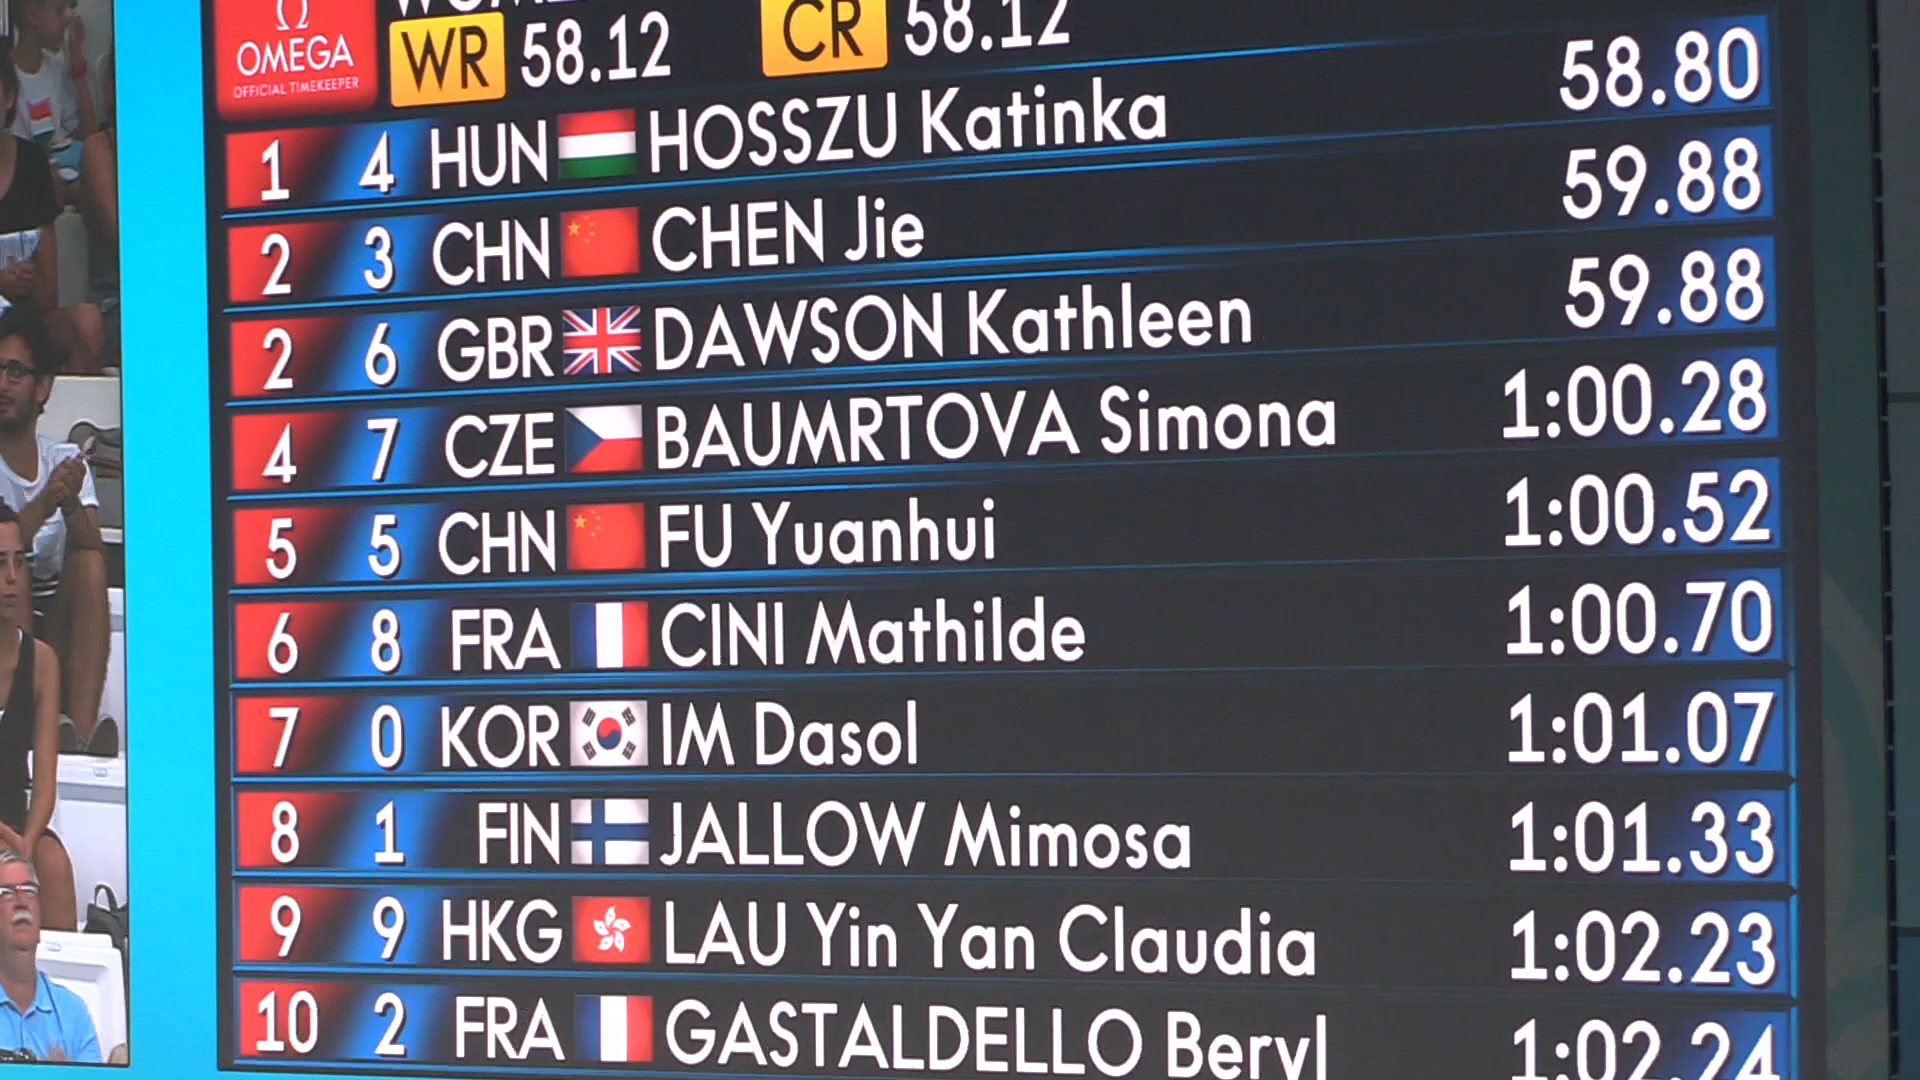 OMEGA
OFFICIAL TIMEKEEPER
WR 58.12 CR 58.12
1 4 HUN HOSSZU Katinka 58.80
2 3 CHN CHEN Jie 59.88
2 6 GBR DAWSON Kathleen 59.88
4 7 CZE BAUMRTOVA Simona 1:00.28
5 5 CHN FU Yuanhui 1:00.52
6 8 FRA CINI Mathilde 1:00.70
7 0 KOR IM Dasol 1:01.07
8 1 FIN JALLOW Mimosa 1:01.33
9 9 HKG LAU Yin Yan Claudia 1:02.23
10 2 FRA GASTALDELLO Beryl 1:02.24